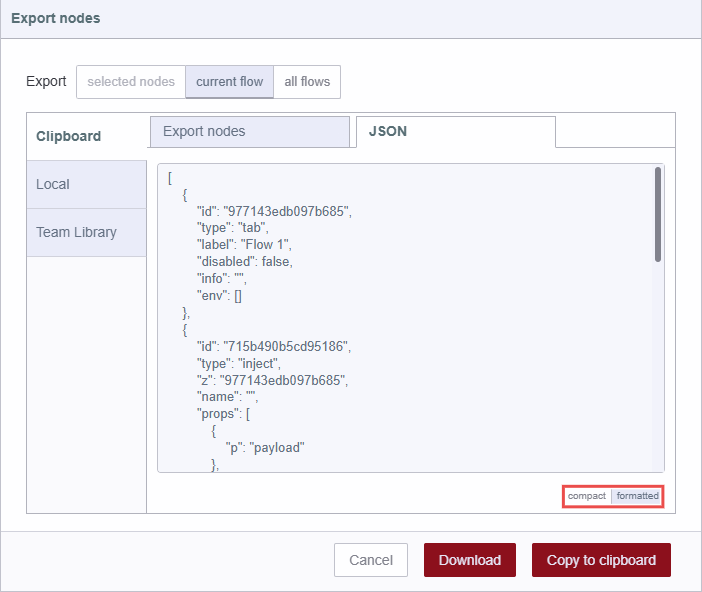 Export nodes
Export selected nodes current flow all flows
Clipboard
Local
Team Library
Export nodes JSON
[
{
"id": "977143edb097b685",
"type": "tab",
"label": "Flow 1",
"disabled": false,
"info": "",
"env": []
},
{
"id": "715b490b5cd95186",
"type": "inject",
"z": "977143edb097b685",
"name": "",
"props": [
{
"p": "payload"
},
compact formatted
Cancel Download Copy to clipboard